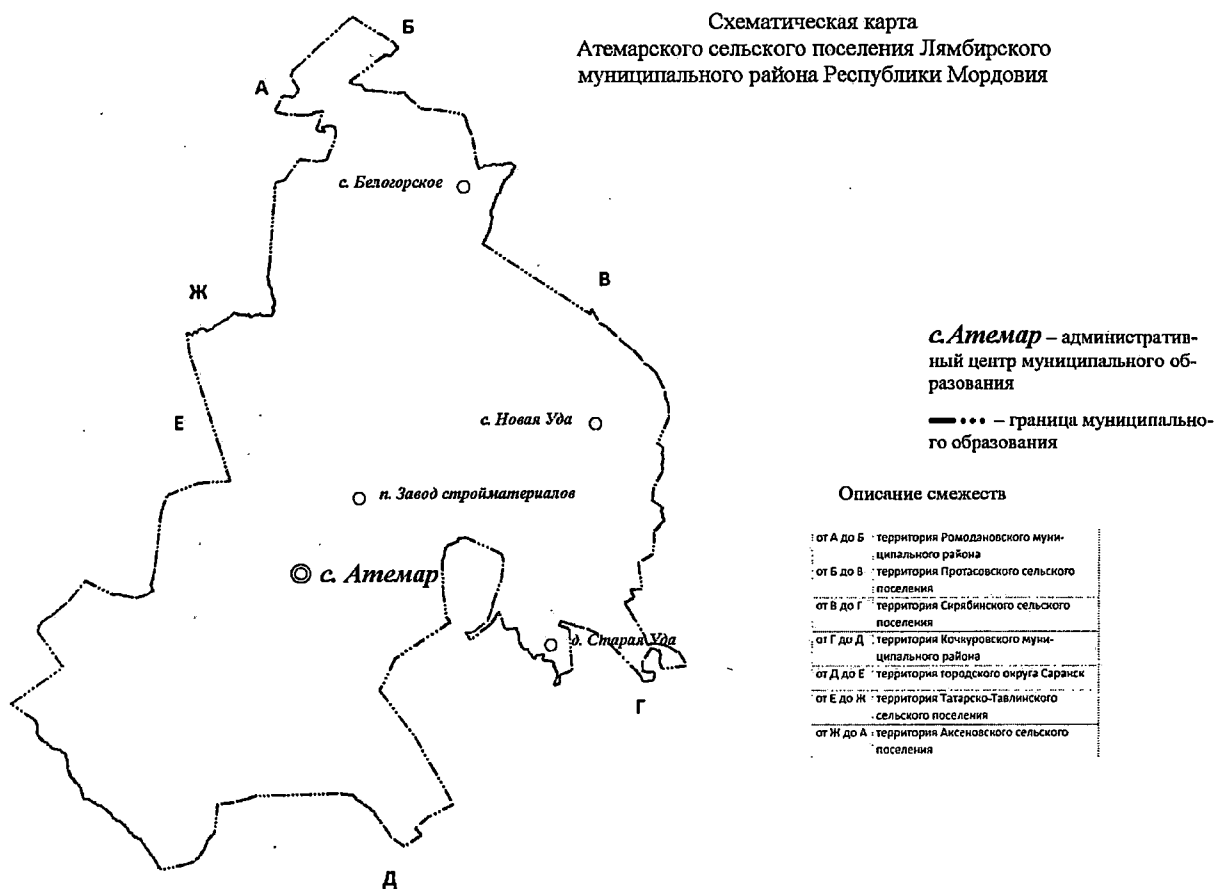 Схематическая карта
Атемарского сельского поселения Лямбирского
муниципального района Республики Мордовия
Б
А
с. Белогорское
В
Ж
с.Атемар – административ-
ный центр муниципального об-
разования
Е
с. Новая Уда
– граница муниципально-
го образования
п. Завод стройматериалов
Описание смежеств
с. Атемар
д. Старая Уда
Г
Д
от А до Б территория Ромодановского муни-
ципального района
от Б до В территория Протасовского сельского
поселения
от В до Г территория Скрябинского сельского
поселения
от Г до Д территория Кочкуровского муни-
ципального района
от Д до Е территория городского округа Саранск
от Е до Ж территория Татарско-Тавлинского
сельского поселения
от Ж до А территория Аксеновского сельского
поселения